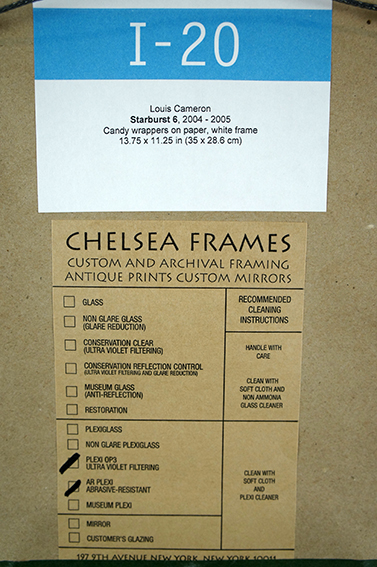 I-20
Louis Cameron
Starburst 6, 2004 - 2005
Candy wrappers on paper, white frame
13.75 x 11.25 in (35 x 28.6 cm)
CHELSEA FRAMES
CUSTOM AND ARCHIVAL FRAMING
ANTIQUE PRINTS CUSTOM MIRRORS
GLASS
NON GLARE GLASS
(GLARE REDUCTION)
CONSERVATION CLEAR
(ULTRA VIOLET FILTERING)
CONSERVATION REFLECTION CONTROL
(ULTRA VIOLET FILTERING AND GLARE REDUCTION)
MUSEUM GLASS
(ANTI-REFLECTION)
RESTORATION
RECOMMENDED
CLEANING
INSTRUCTIONS
HANDLE WITH
CARE
CLEAN WITH
SOFT CLOTH AND
NON AMMONIA
GLASS CLEANER
PLEXIGLASS
NON GLARE PLEXIGLASS
PLEXI OP3
ULTRA VIOLET FILTERING
AR PLEXI
ABRASIVE-RESISTANT
MUSEUM PLEXI
MIRROR
CUSTOMER'S GLAZING
CLEAN WITH
SOFT CLOTH
AND
PLEXI CLEANER
197 9TH AVENUE NEW YORK, NEW YORK 10011